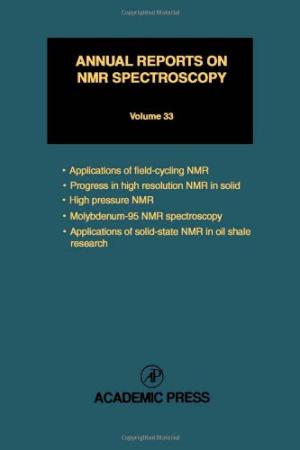 ANNUAL REPORTS ON
NMR SPECTROSCOPY
Volume 33
• Applications of field-cycling NMR
• Progress in high resolution NMR in solid
• High pressure NMR
• Molybdenum-95 NMR spectroscopy
• Applications of solid-state NMR in oil shale
research
AP
ACADEMIC PRESS